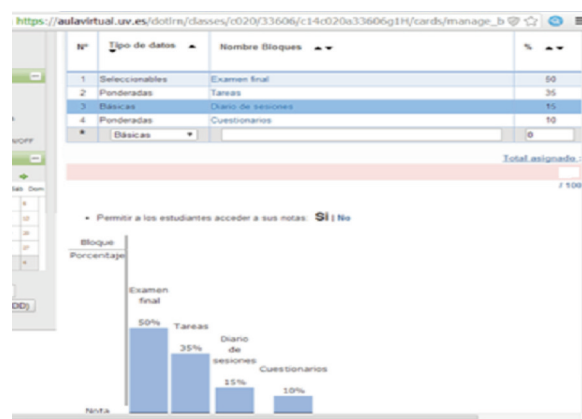 https://aulavirtual.uv.es/dotlrn/classes/c020/33606/c14c020a33606g1H/cards/manage_b
Nº Tipo de datos ▲ Nombre Bloques ▲▼ % ▲▼
1 Seleccionables Examen final 50
2 Ponderadas Tareas 35
3 Básicas Diario de sesiones 15
4 Ponderadas Cuestionarios 10
* Básicas ▼ 0
Total asignado :
/ 100
• Permitir a los estudiantes acceder a sus notas: Sí | No
Bloque
Porcentaje
Examen
final
50%
Tareas
35%
Diario
de
sesiones
15%
Cuestionarios
10%
Nota